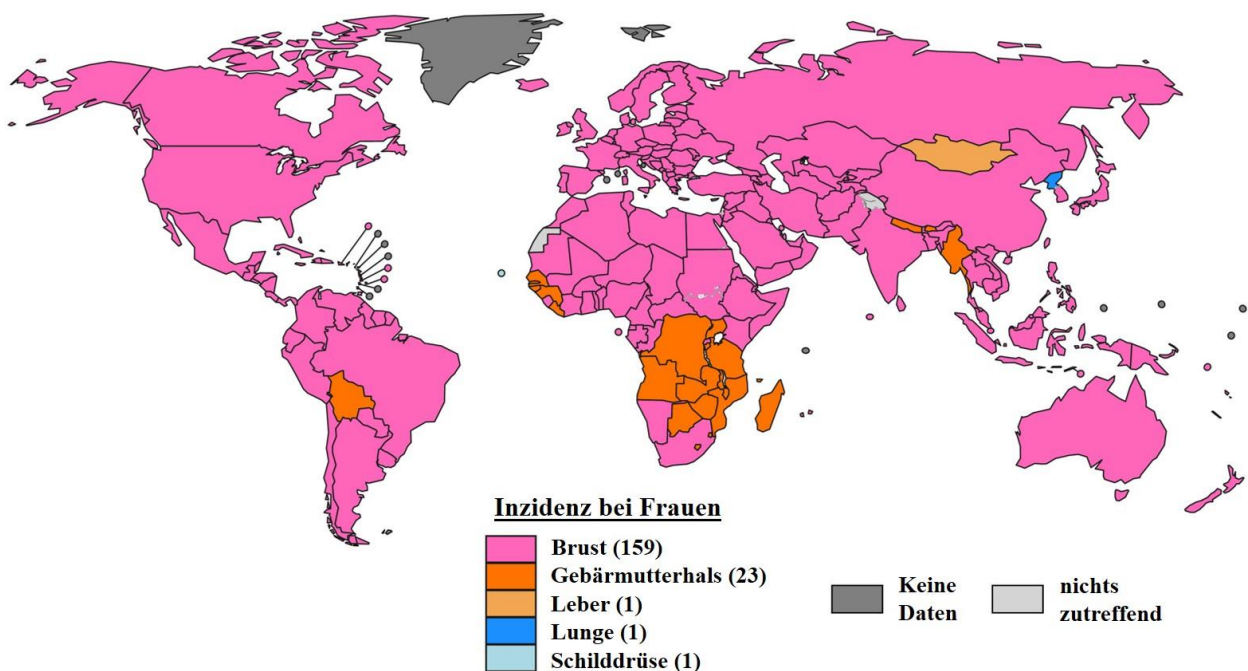 Inzidenz bei Frauen
Brust (159)
Gebärmutterhals (23)
Leber (1)
Lunge (1)
Schilddrüse (1)
Keine
Daten
nichts
zutreffend